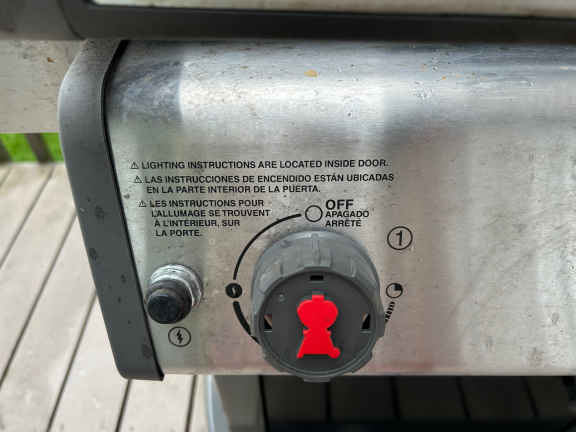 ⚠ LIGHTING INSTRUCTIONS ARE LOCATED INSIDE DOOR.
⚠ LAS INSTRUCCIONES DE ENCENDIDO ESTÁN UBICADAS
EN LA PARTE INTERIOR DE LA PUERTA.
⚠ LES INSTRUCTIONS POUR
L'ALLUMAGE SE TROUVENT
À L'INTÉRIEUR, SUR
LA PORTE.
OFF
APAGADO
ARRÊTÉ
1